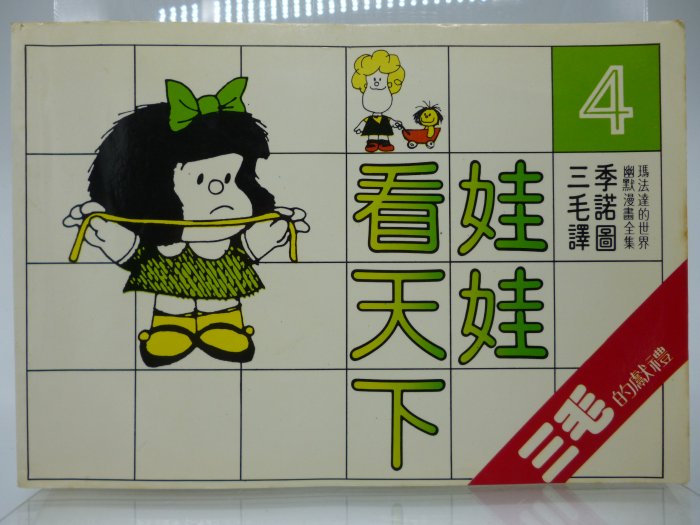 4
瑪法達的世界
幽默漫畫全集
季諾圖
三毛譯
娃娃
看天下
三毛的獻禮